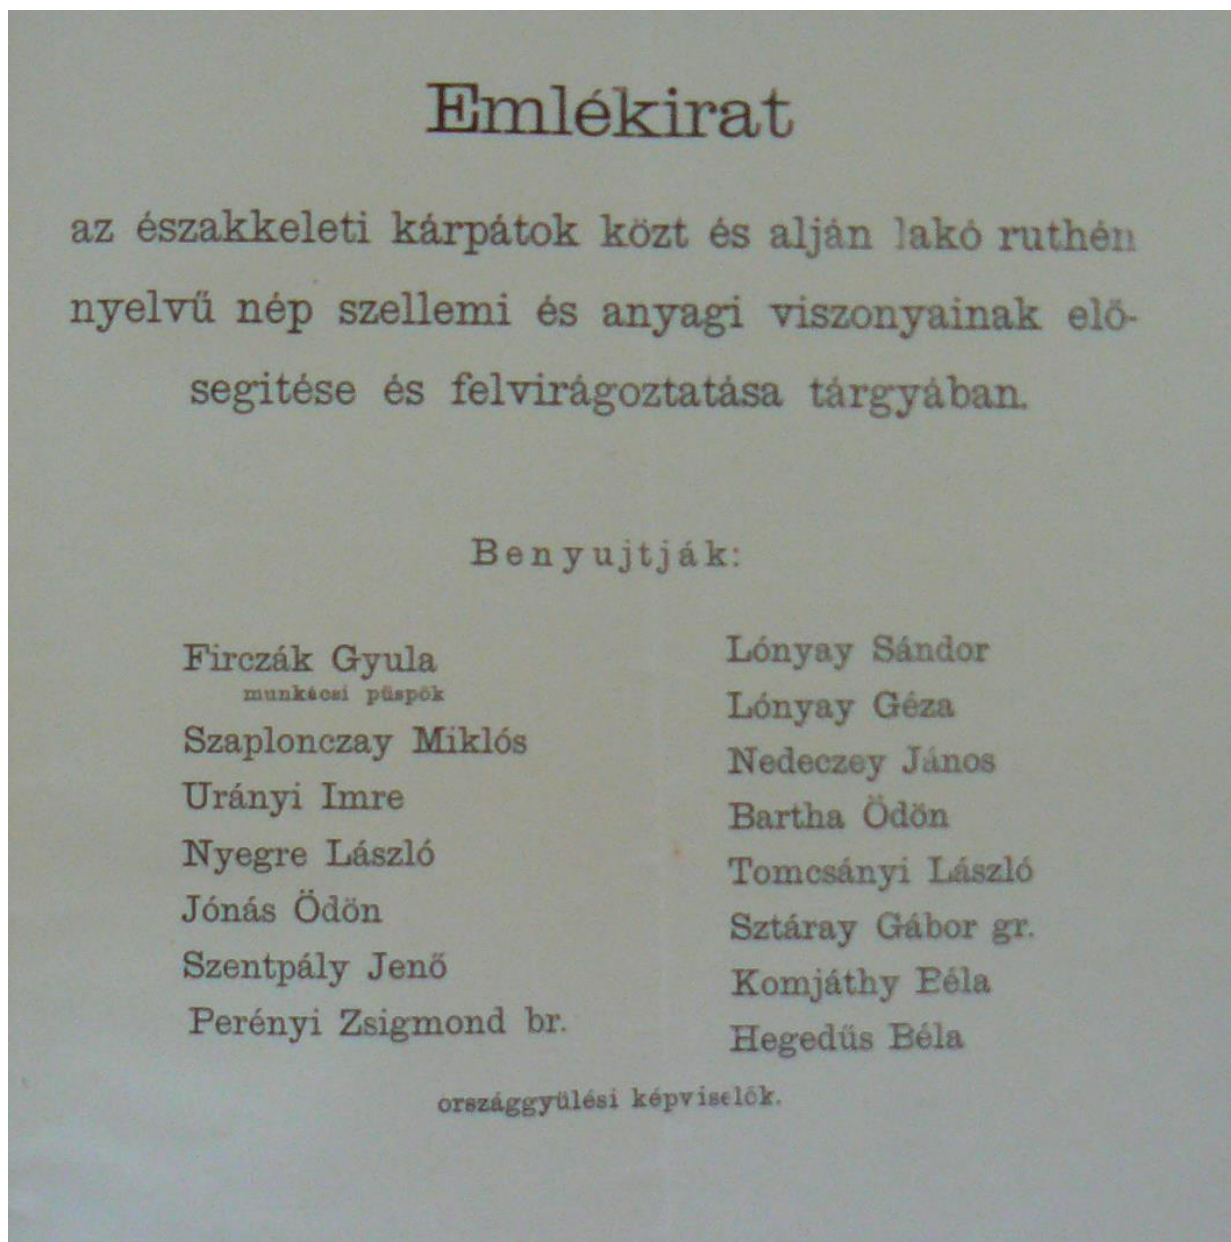 Emlékirat
az északkeleti kárpátok közt és alján lakó ruthén
nyelvű nép szellemi és anyagi viszonyainak elő-
segitése és felvirágoztatása tárgyában.
Benyujtják:
Firczák Gyula
munkácsi püspök
Szaplonczay Miklós
Urányi Imre
Nyegre László
Jónás Ödön
Szentpály Jenő
Perényi Zsigmond br.
Lónyay Sándor
Lónyay Géza
Nedeczey János
Bartha Ödön
Tomcsányi László
Sztáray Gábor gr.
Komjáthy Béla
Hegedűs Béla
országgyülési képviselők.